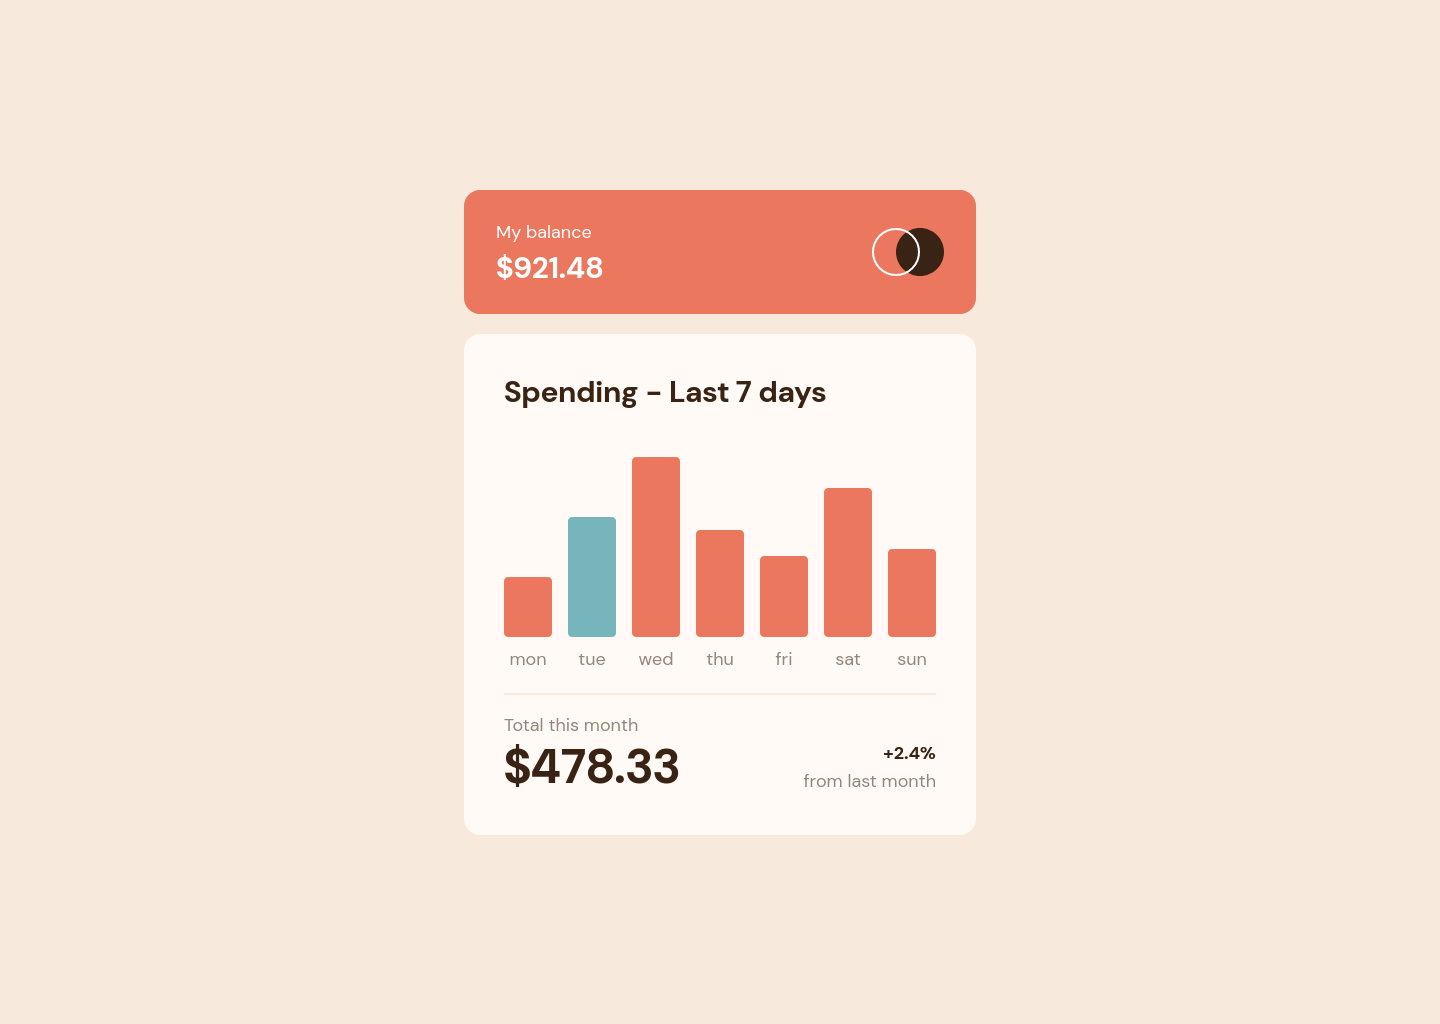 My balance
$921.48
Spending - Last 7 days
mon tue wed thu fri sat sun
Total this month
$478.33
+2.4%
from last month